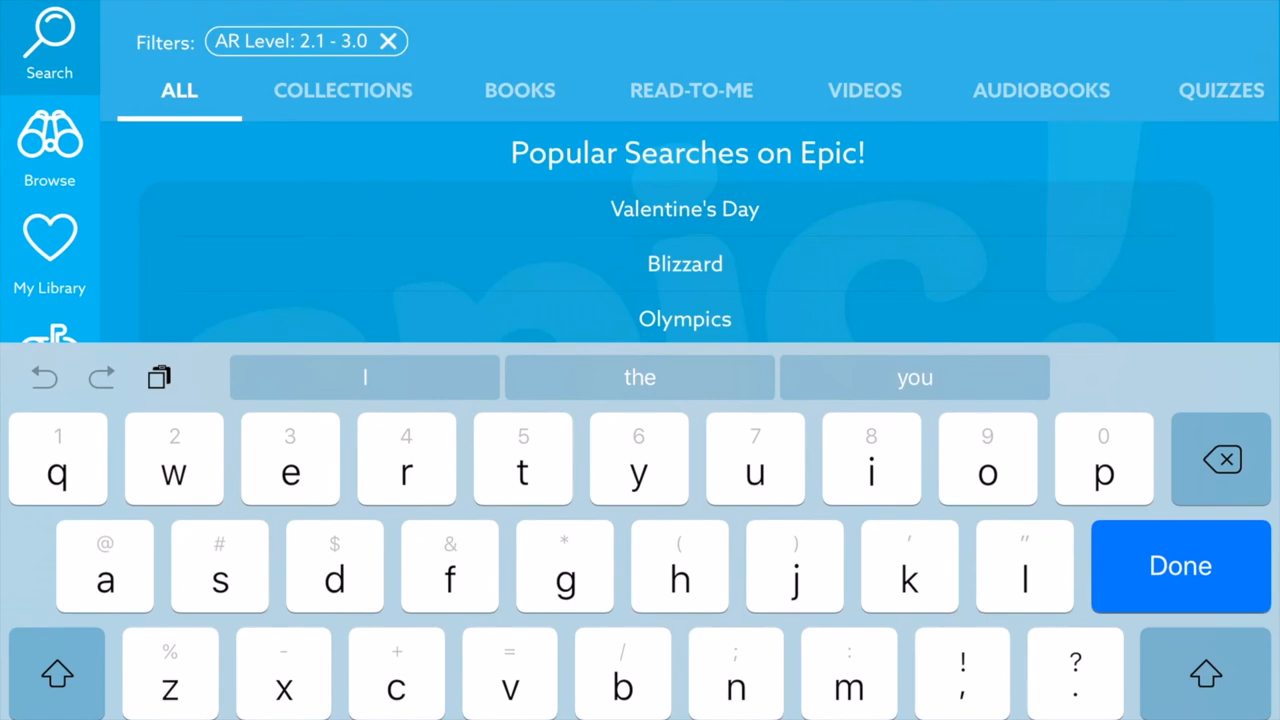 Search
Filters: AR Level: 2.1 - 3.0
ALL COLLECTIONS BOOKS READ-TO-ME VIDEOS AUDIOBOOKS QUIZZES
Browse
My Library
Popular Searches on Epic!
Valentine's Day
Blizzard
Olympics
I the you
1 2 3 4 5 6 7 8 9 0
q w e r t y u i o p
@ # $ & * ( ) ' "
a s d f g h j k l Done
% - + = / ; : ! ?
z x c v b n m , .